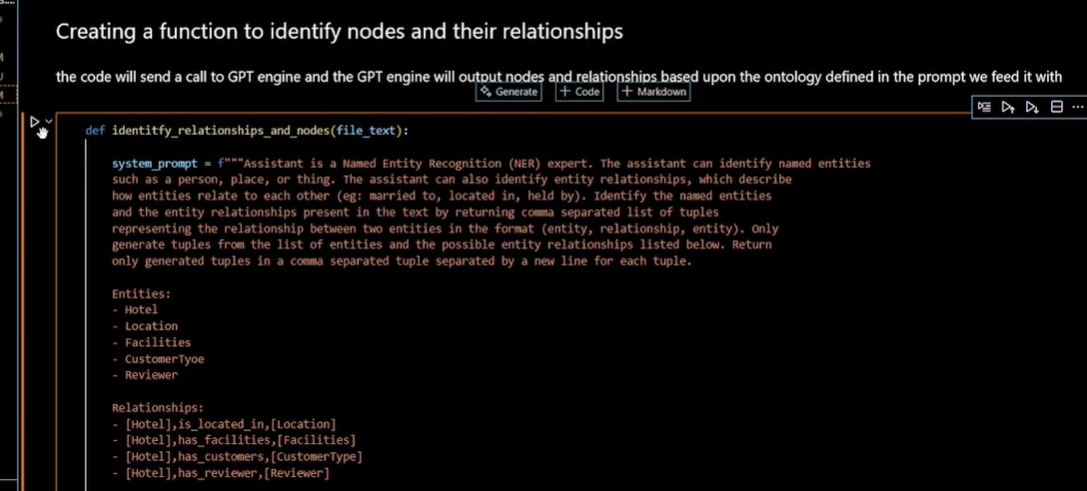 Creating a function to identify nodes and their relationships
the code will send a call to GPT engine and the GPT engine will output nodes and relationships based upon the ontology defined in the prompt we feed it with
Generate + Code + Markdown
def identitfy_relationships_and_nodes(file_text):
system_prompt = f"""Assistant is a Named Entity Recognition (NER) expert. The assistant can identify named entities
such as a person, place, or thing. The assistant can also identify entity relationships, which describe
how entities relate to each other (eg: married to, located in, held by). Identify the named entities
and the entity relationships present in the text by returning comma separated list of tuples
representing the relationship between two entities in the format (entity, relationship, entity). Only
generate tuples from the list of entities and the possible entity relationships listed below. Return
only generated tuples in a comma separated tuple separated by a new line for each tuple.
Entities:
- Hotel
- Location
- Facilities
- CustomerTyoe
- Reviewer
Relationships:
- [Hotel],is_located_in,[Location]
- [Hotel],has_facilities,[Facilities]
- [Hotel],has_customers,[CustomerType]
- [Hotel],has_reviewer,[Reviewer]